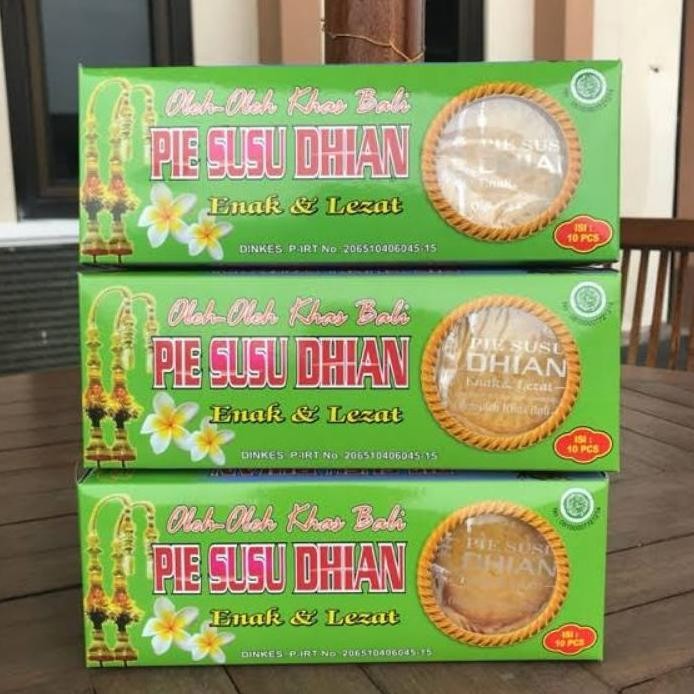 Oleh-Oleh Khas Bali
PIE SUSU DHIAN
Enak & Lezat
DINKES P-IRT No. 206510406045-15
PIE SUS
ISI :
10 PCS
Oleh-Oleh Khas Bali
PIE SUSU DHIAN
Enak & Lezat
DINKES P-IRT No. 206510406045-15
PIE SUSU
DHIAN
Enak & Lezat
Khas Bali
ISI :
10 PCS
Oleh-Oleh Khas Bali
PIE SUSU DHIAN
Enak & Lezat
DINKES P-IRT No. 206510406045-15
PIE SUSU
DHIAN
ISI :
10 PCS